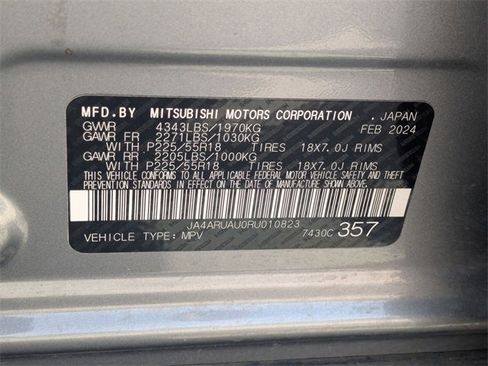 MFD.BY MITSUBISHI MOTORS CORPORATION , JAPAN
GVWR 4343LBS/1970KG FEB 2024
GAWR FR 2271LBS/1030KG
WITH P225/55R18 TIRES 18X7.0J RIMS
GAWR RR 2205LBS/1000KG
WITH P225/55R18 TIRES 18X7.0J RIMS
THIS VEHICLE CONFORMS TO ALL APPLICABLE FEDERAL MOTOR VEHICLE SAFETY
AND THEFT PREVENTION STANDARDS IN EFFECT ON THE DATE OF MANUFACTURE
SHOWN ABOVE.
JA4ARUAU0RU010823
VEHICLE TYPE: MPV 7430C 357